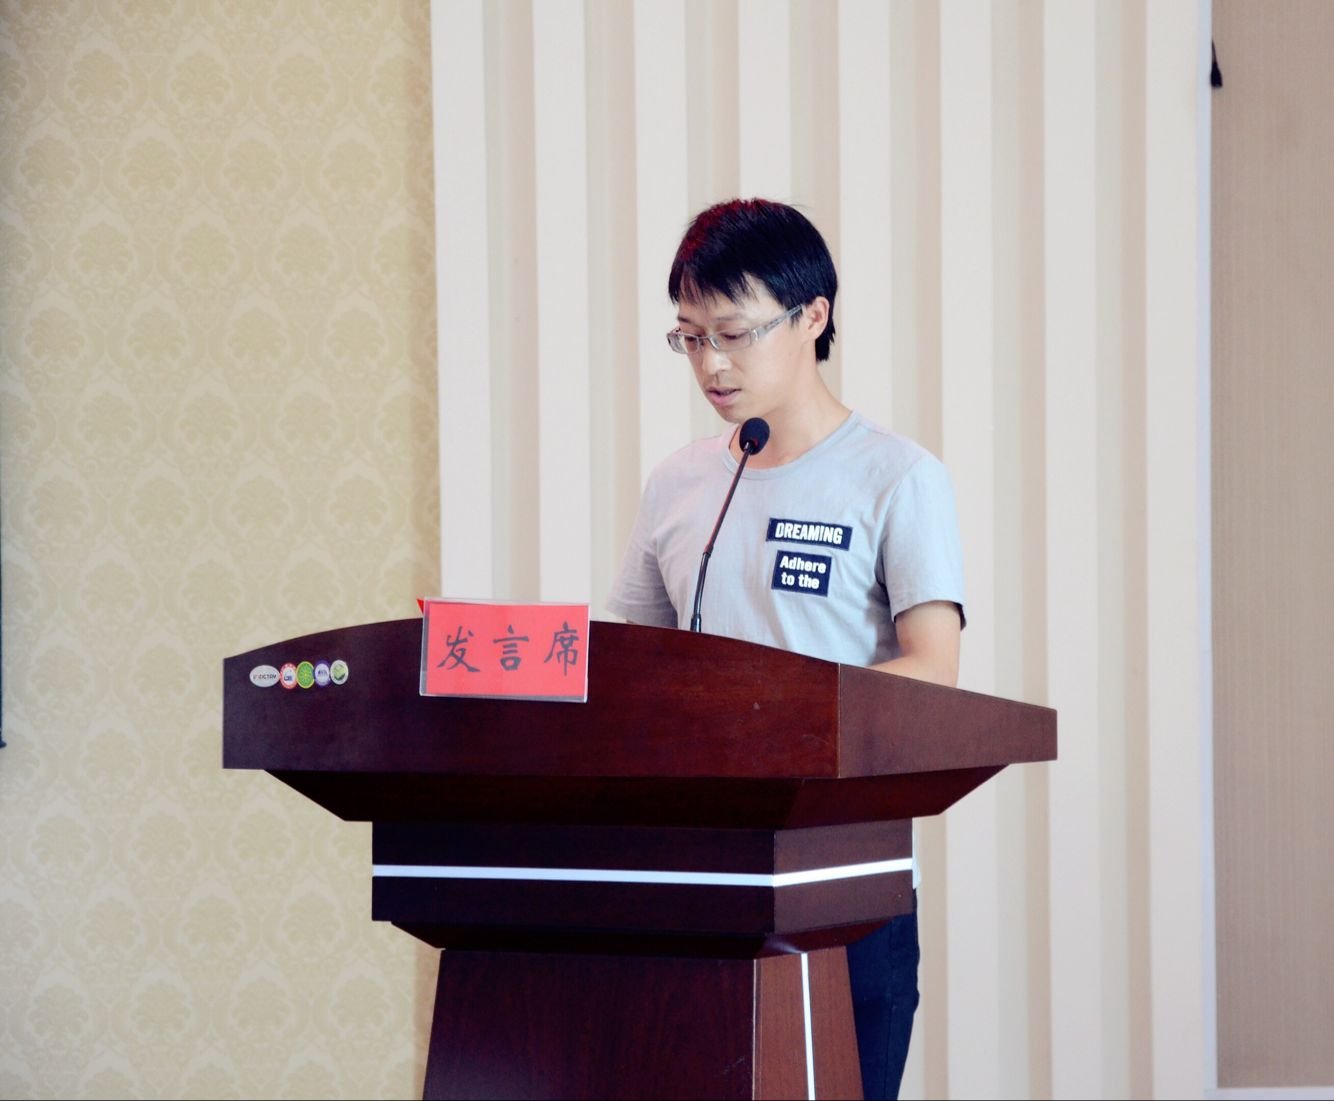 DREAMING
Adhere
to the
发言席